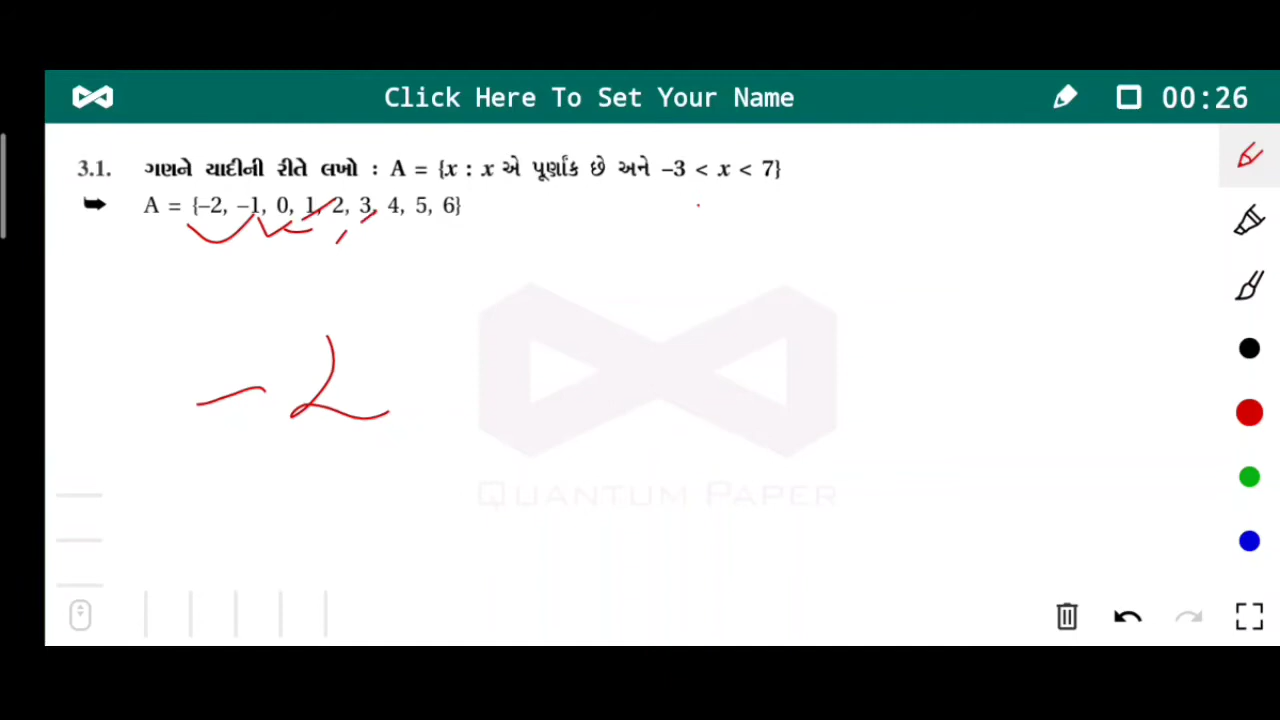 Click Here To Set Your Name
00:26
3.1. ગણને યાદીની રીતે લખો : A = {x : x એ પૂર્ણાંક છે અને –3 < x < 7}
➥ A = {–2, –1, 0, 1, 2, 3, 4, 5, 6}
–2
QUANTUM PAPER